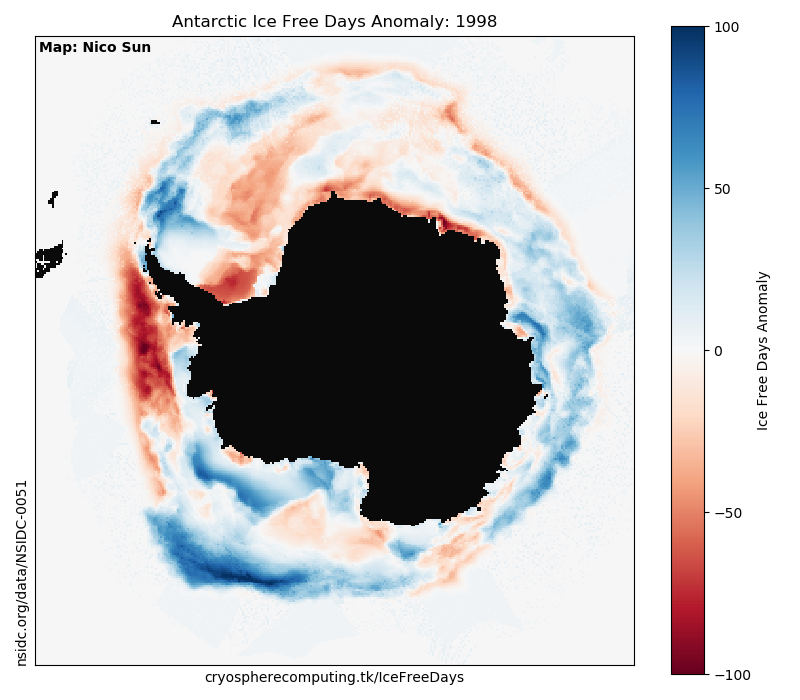 Antarctic Ice Free Days Anomaly: 1998
Map: Nico Sun
100
50
0
−50
−100
Ice Free Days Anomaly
nsidc.org/data/NSIDC-0051
cryospherecomputing.tk/IceFreeDays